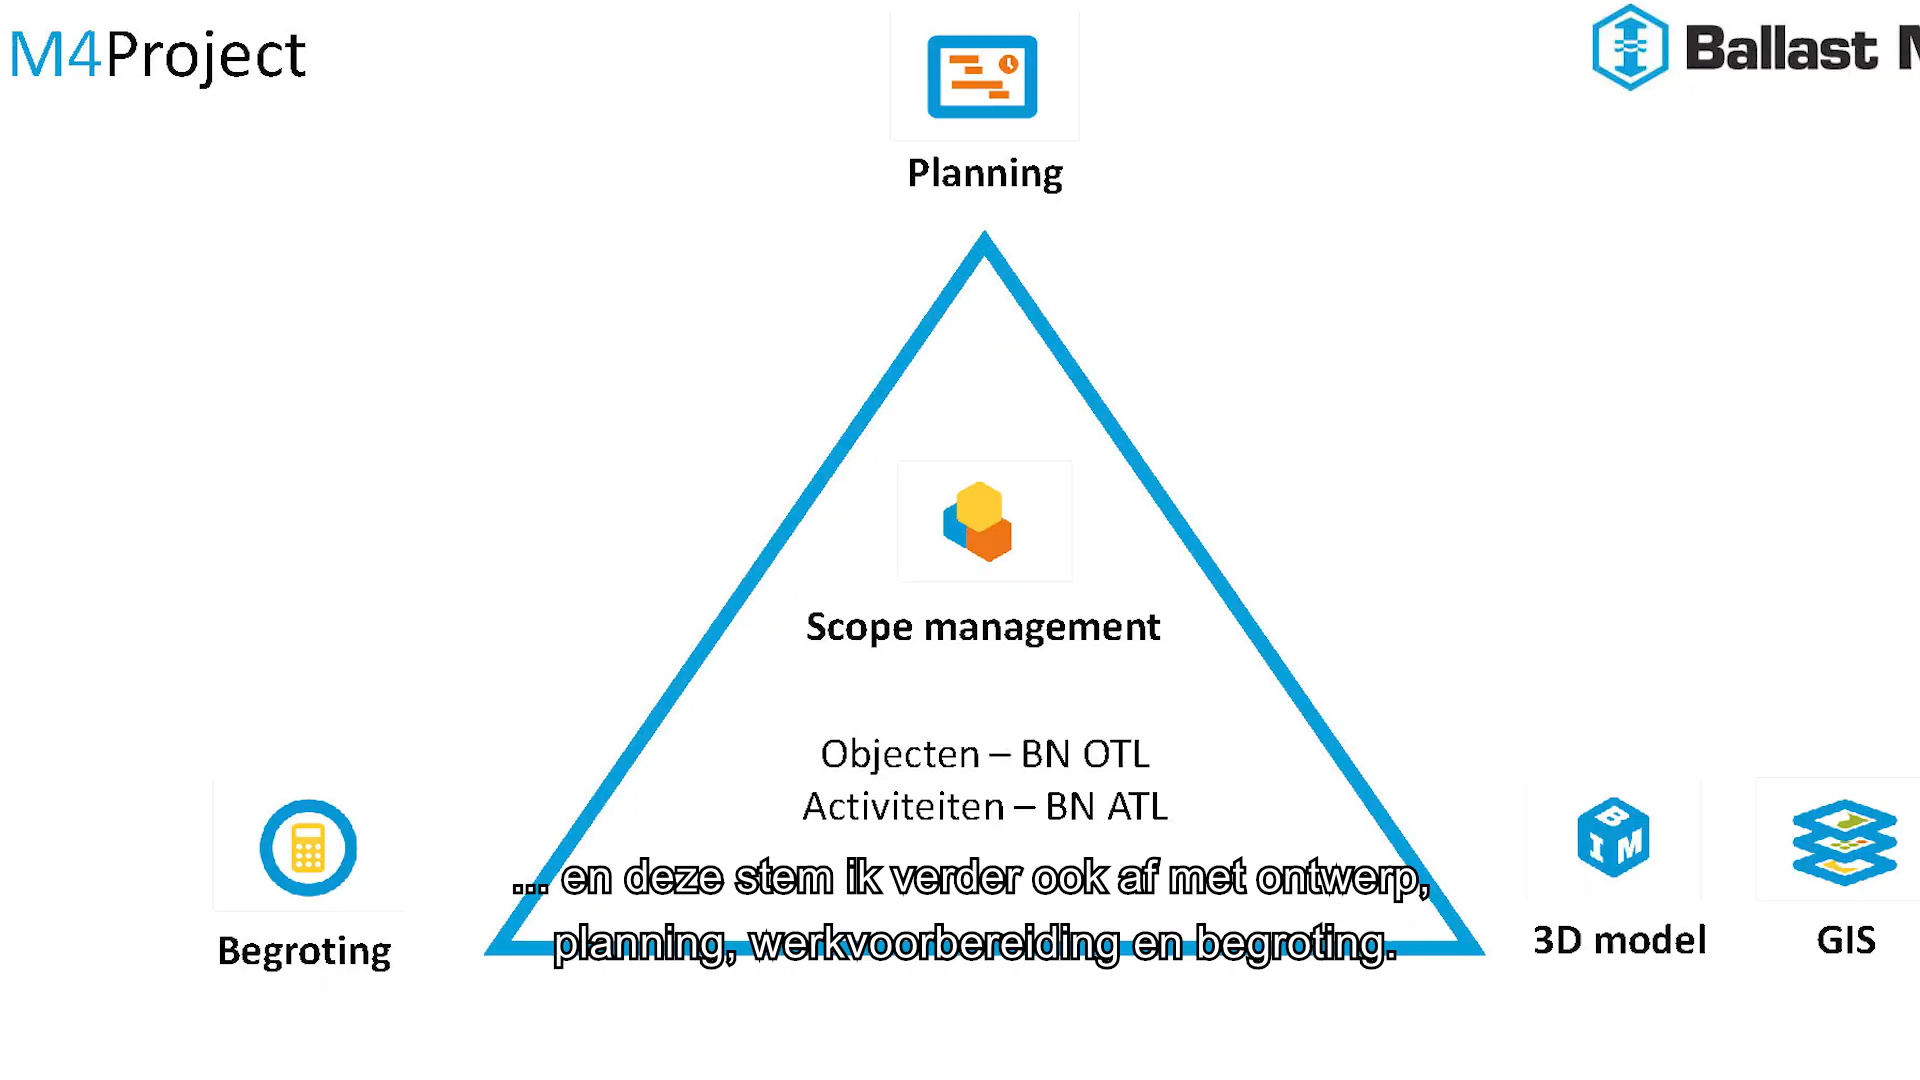 M4Project
Ballast
Planning
Scope management
Objecten – BN OTL
Activiteiten – BN ATL
... en deze stem ik verder ook af met ontwerp,
planning, werkvoorbereiding en begroting.
Begroting
BIM
3D model
GIS